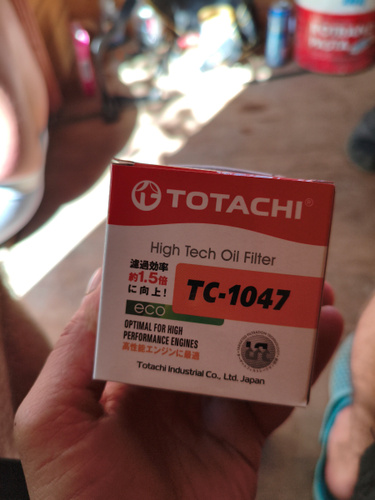 TOTACHI®
High Tech Oil Filter
濾過効率
約1.5倍
に向上!
TC-1047
eco
OPTIMAL FOR HIGH
PERFORMANCE ENGINES
高性能エンジンに最適
Totachi Industrial Co., Ltd. Japan